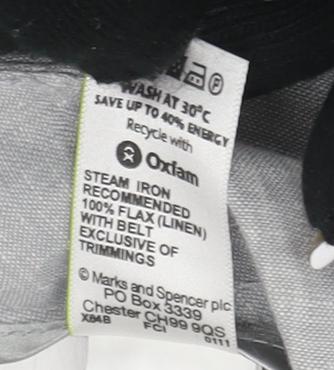 WASH AT 30°C
SAVE UP TO 40% ENERGY
Recycle with
Oxfam
STEAM IRON
RECOMMENDED
100% FLAX (LINEN)
WITH BELT
EXCLUSIVE OF
TRIMMINGS
© Marks and Spencer plc
PO Box 3339
Chester CH99 9QS
X64B FCI 0111